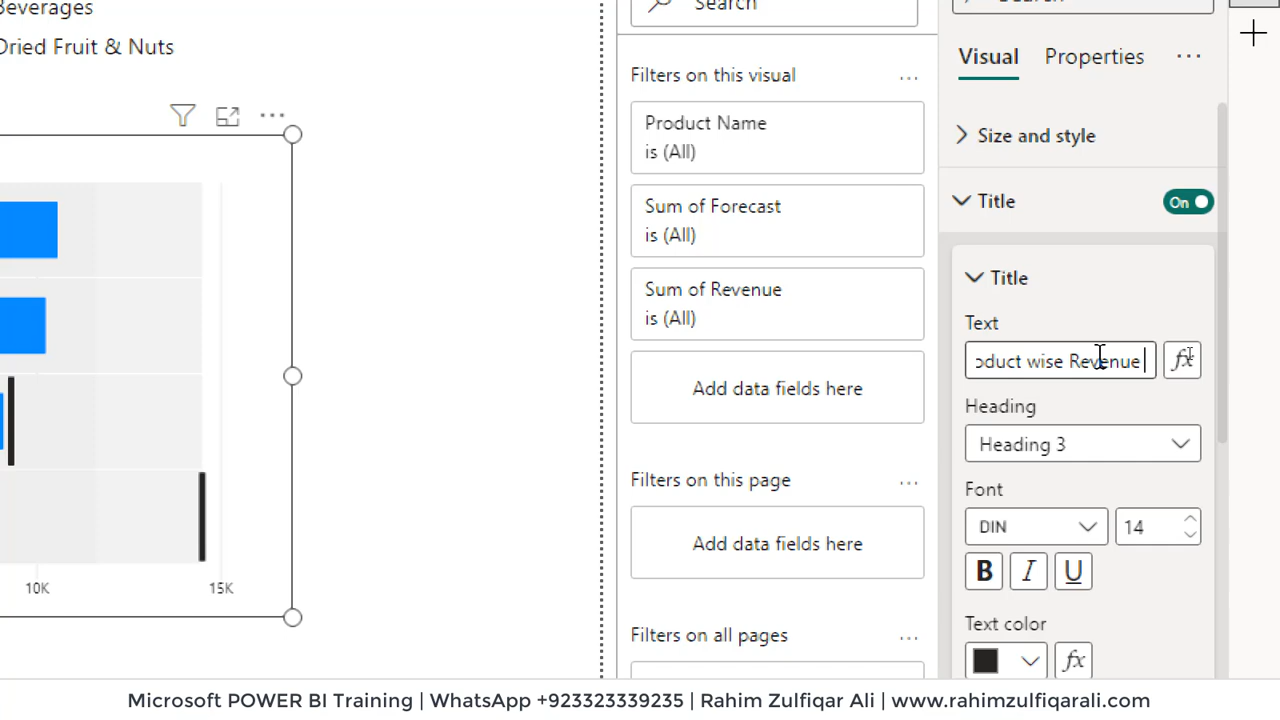 Beverages
Dried Fruit & Nuts
10K
15K
Search
Filters on this visual
Product Name
is (All)
Sum of Forecast
is (All)
Sum of Revenue
is (All)
Add data fields here
Filters on this page
Add data fields here
Filters on all pages
Visual Properties
Size and style
Title
On
Title
Text
oduct wise Revenue
fx
Heading
Heading 3
Font
DIN
14
B I U
Text color
fx
Microsoft POWER BI Training | WhatsApp +923323339235 | Rahim Zulfiqar Ali | www.rahimzulfiqarali.com